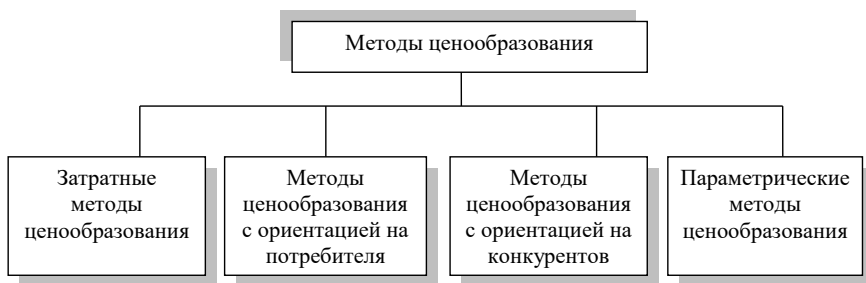 Методы ценообразования
Затратные
методы
ценообразования
Методы
ценообразования
с ориентацией на
потребителя
Методы
ценообразования
с ориентацией на
конкурентов
Параметрические
методы
ценообразования